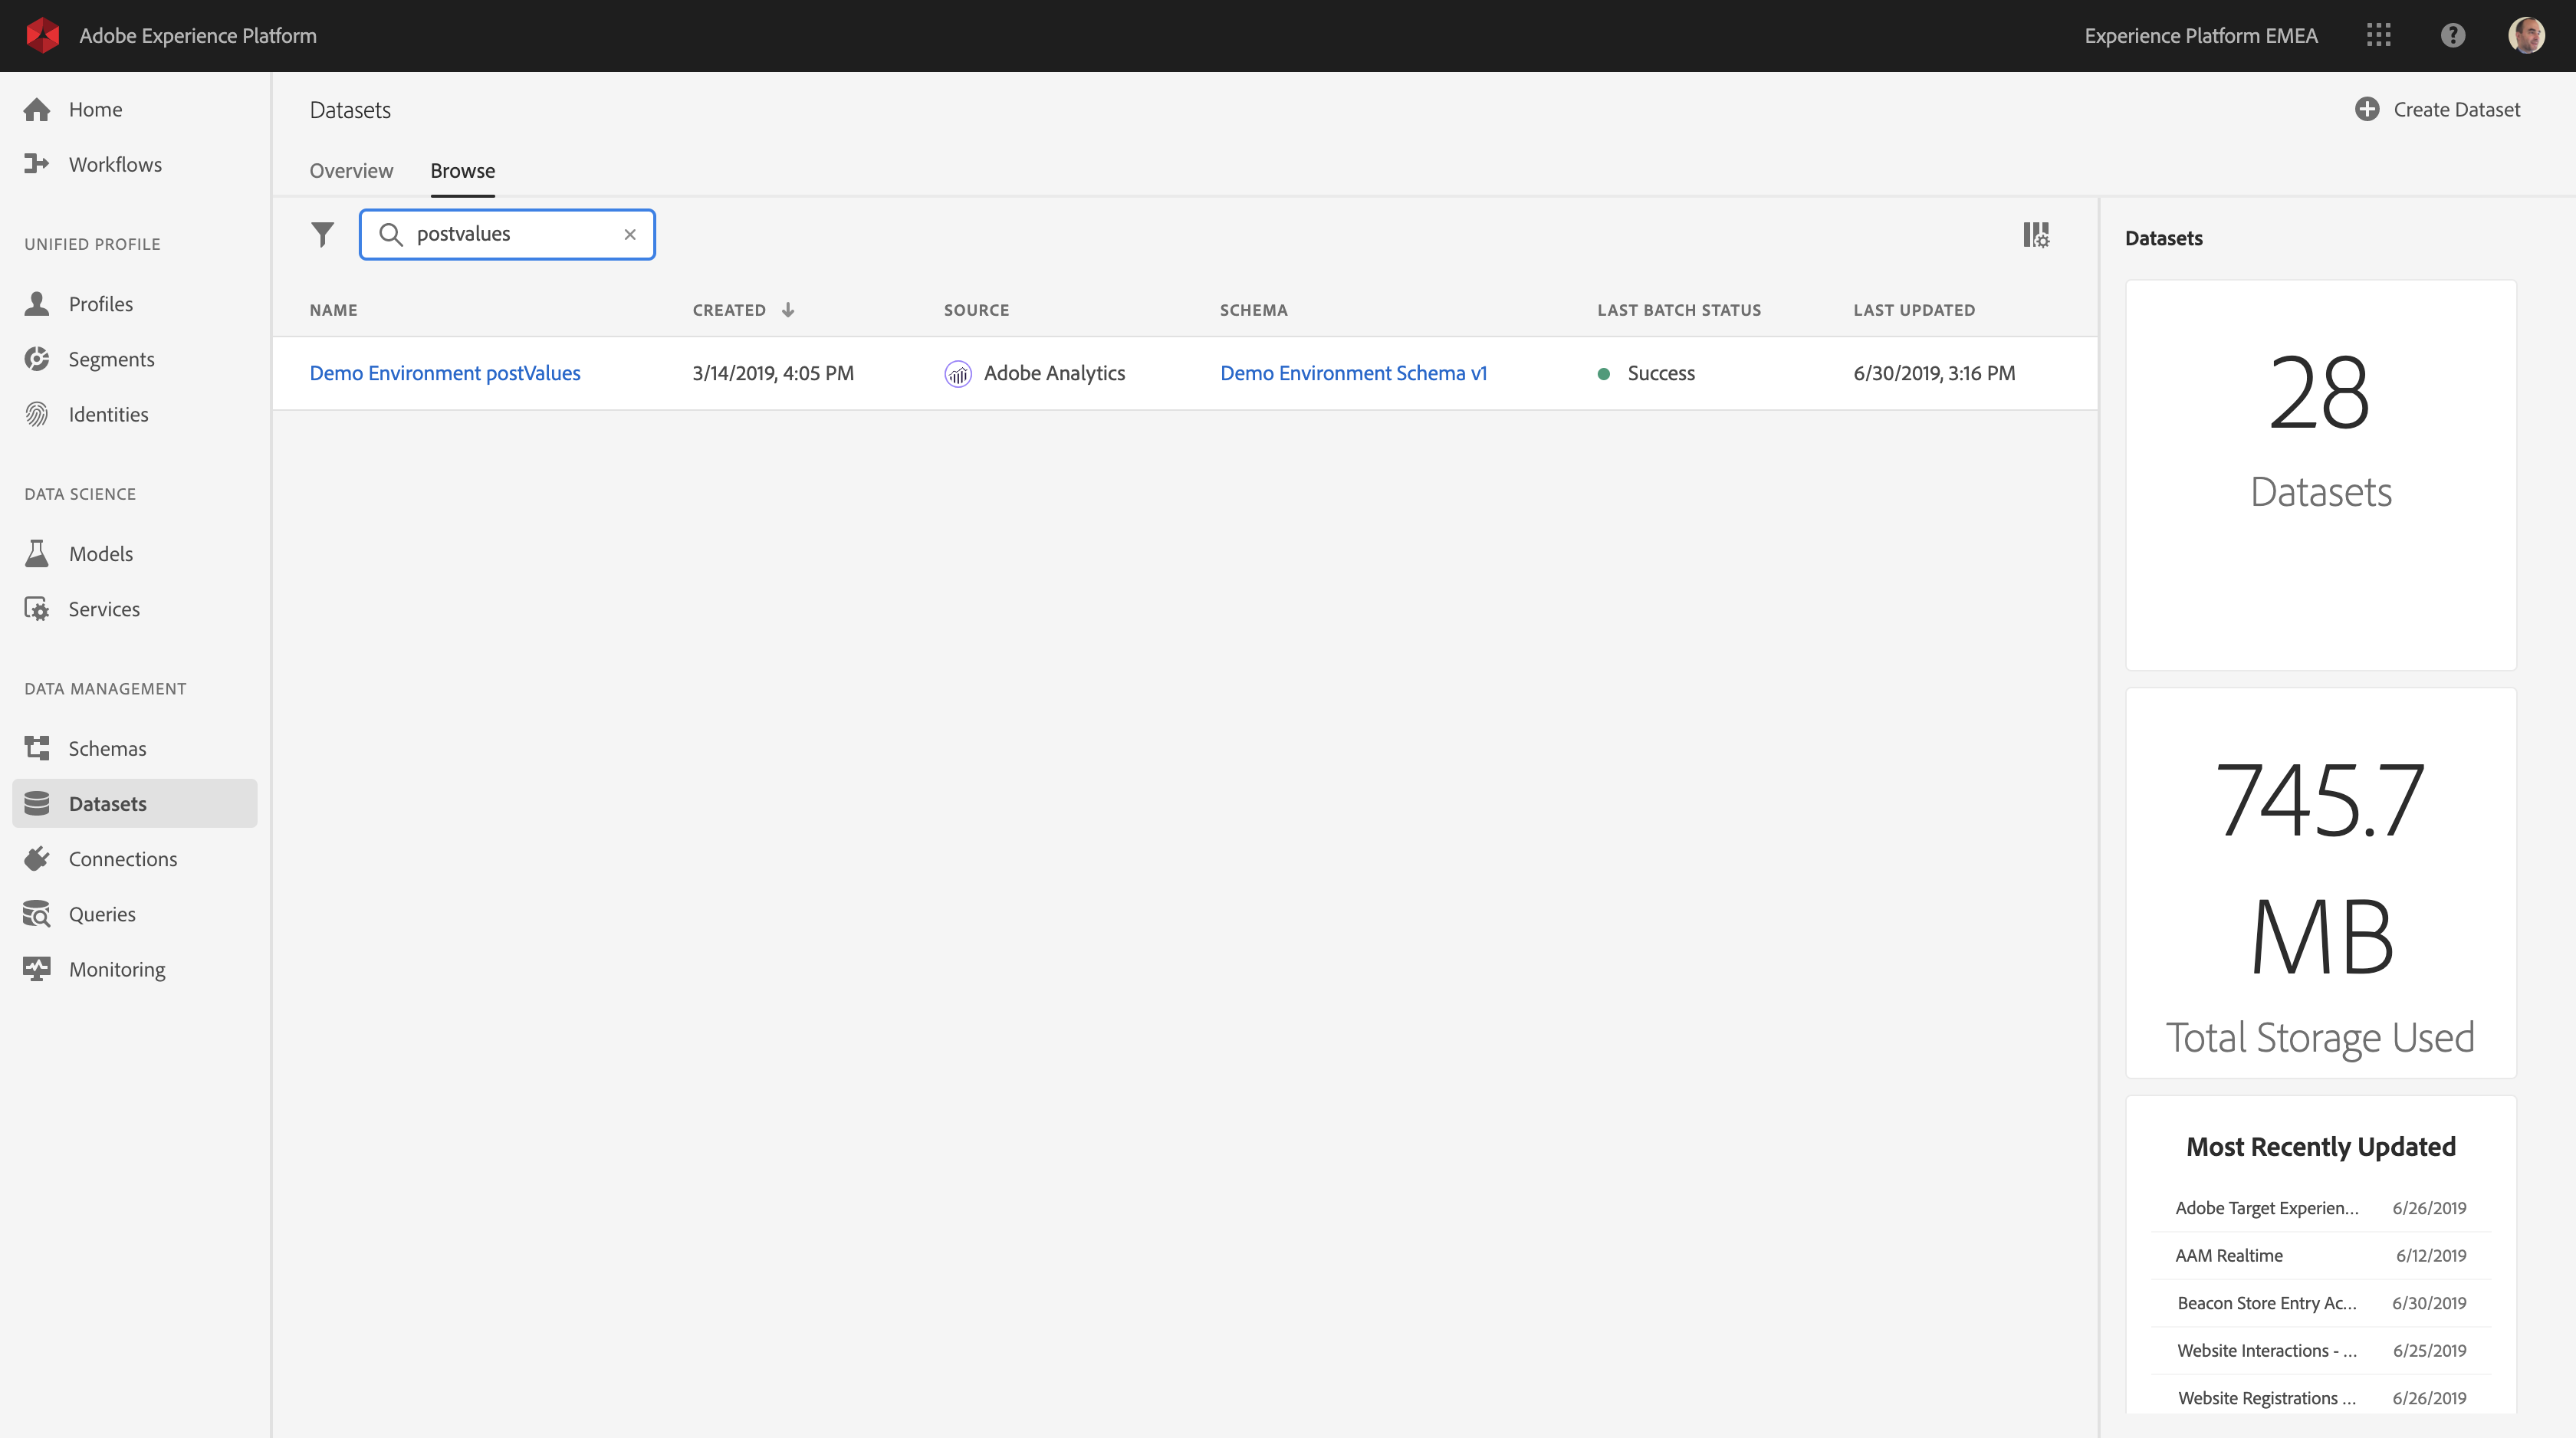 Adobe Experience Platform
Experience Platform EMEA
Home
Workflows
UNIFIED PROFILE
Profiles
Segments
Identities
DATA SCIENCE
Models
Services
DATA MANAGEMENT
Schemas
Datasets
Connections
Queries
Monitoring
Datasets
Create Dataset
Overview Browse
postvalues
NAME CREATED SOURCE SCHEMA LAST BATCH STATUS LAST UPDATED
Demo Environment postValues 3/14/2019, 4:05 PM Adobe Analytics Demo Environment Schema v1 Success 6/30/2019, 3:16 PM
Datasets
28
Datasets
745.7
MB
Total Storage Used
Most Recently Updated
Adobe Target Experien... 6/26/2019
AAM Realtime 6/12/2019
Beacon Store Entry Ac... 6/30/2019
Website Interactions - ... 6/25/2019
Website Registrations ... 6/26/2019